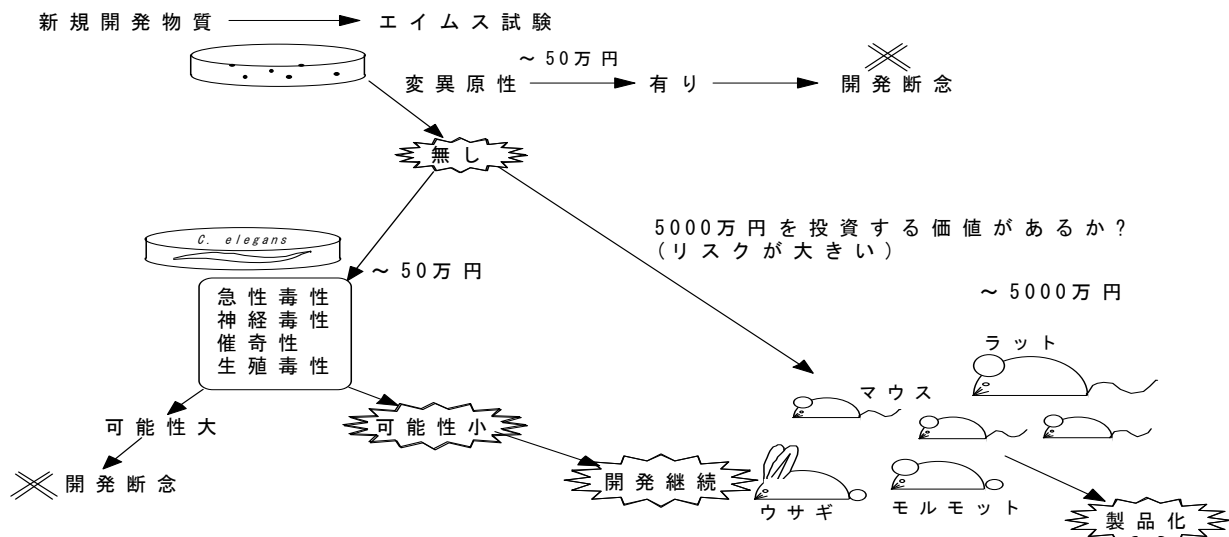 新規開発物質
エイムス試験
～50万円
変異原性
有り
開発断念
無し
C. elegans
5000万円を投資する価値があるか?
(リスクが大きい)
～50万円
～5000万円
急性毒性
神経毒性
催奇性
生殖毒性
ラット
マウス
可能性大
可能性小
開発断念
開発継続
ウサギ
モルモット
製品化